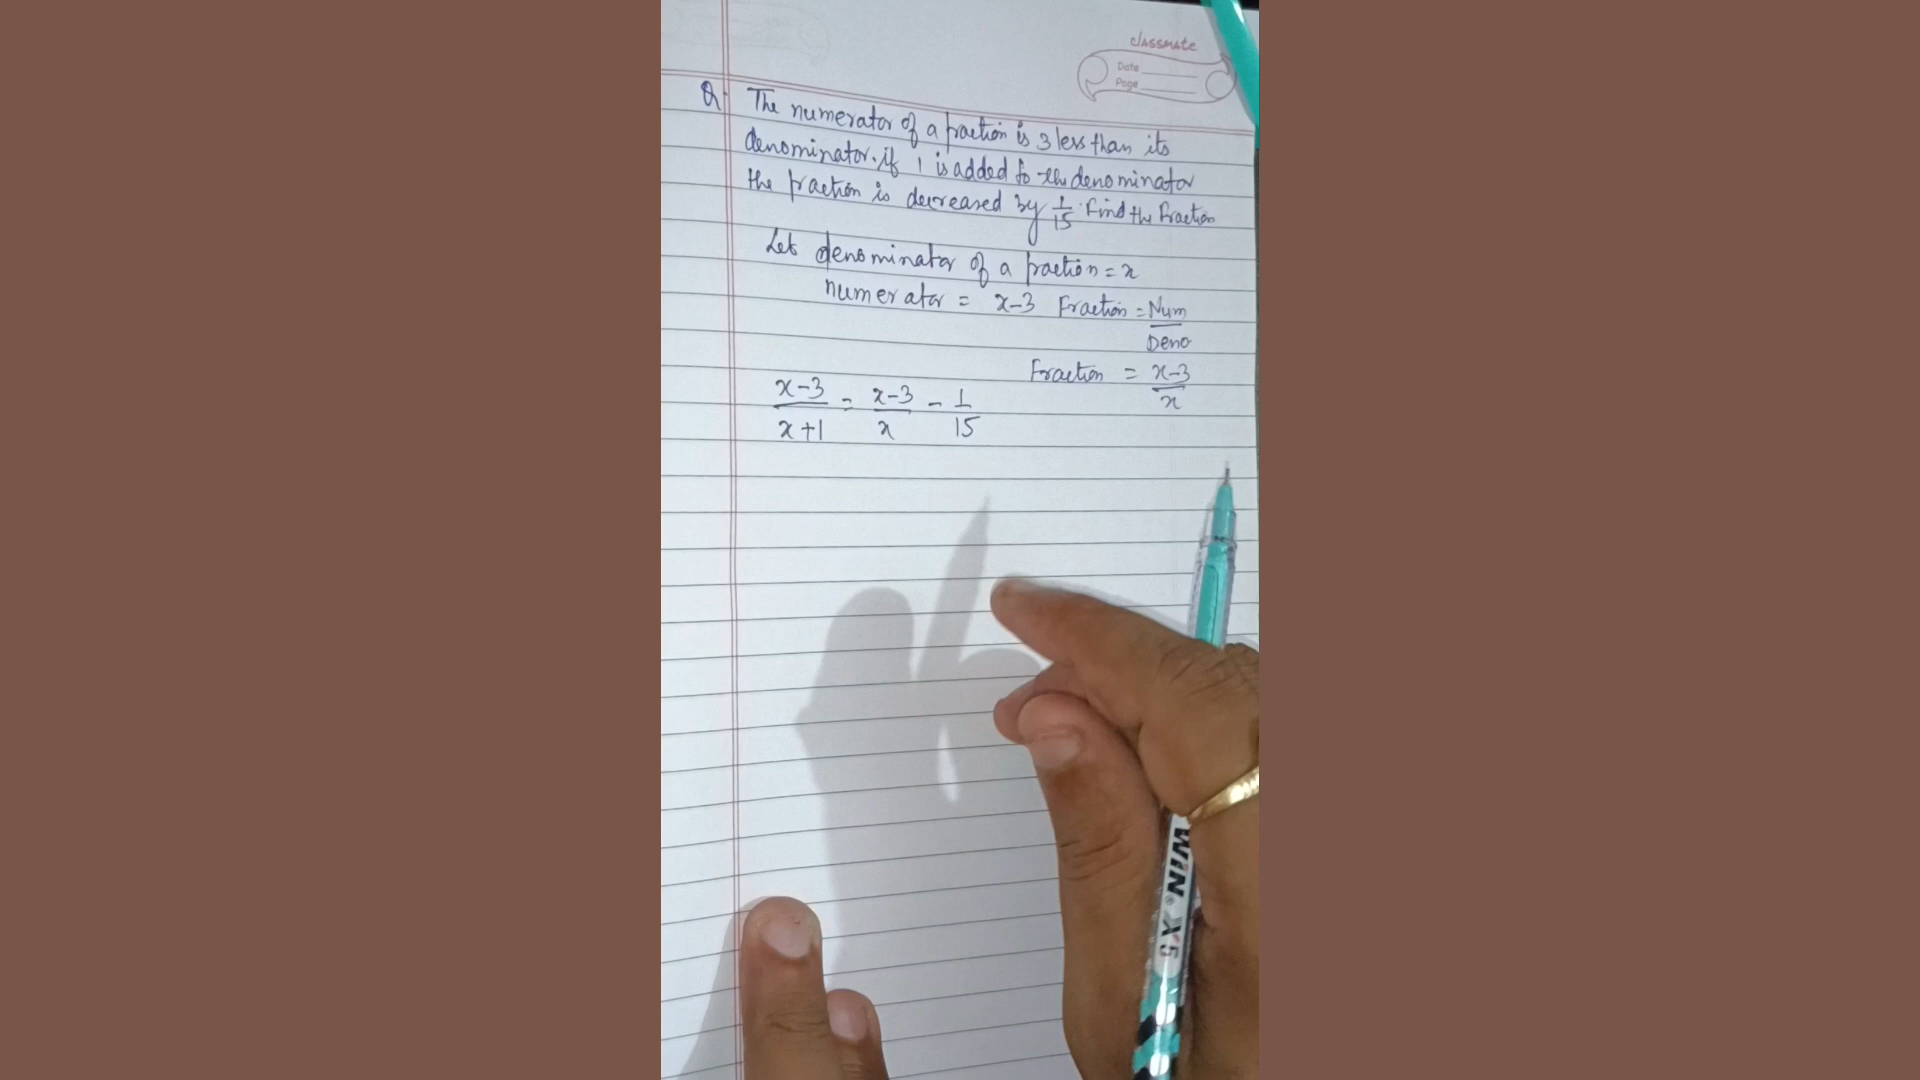 classmate
Date
Page
Q. The numerator of a fraction is 3 less than its
denominator. if 1 is added to the denominator
the fraction is decreased by 1/15. Find the Fraction
Let denominator of a fraction = x
numerator = x-3 Fraction = Num/Deno
Fraction = x-3/x
x-3/x+1 = x-3/x - 1/15
WIN X5